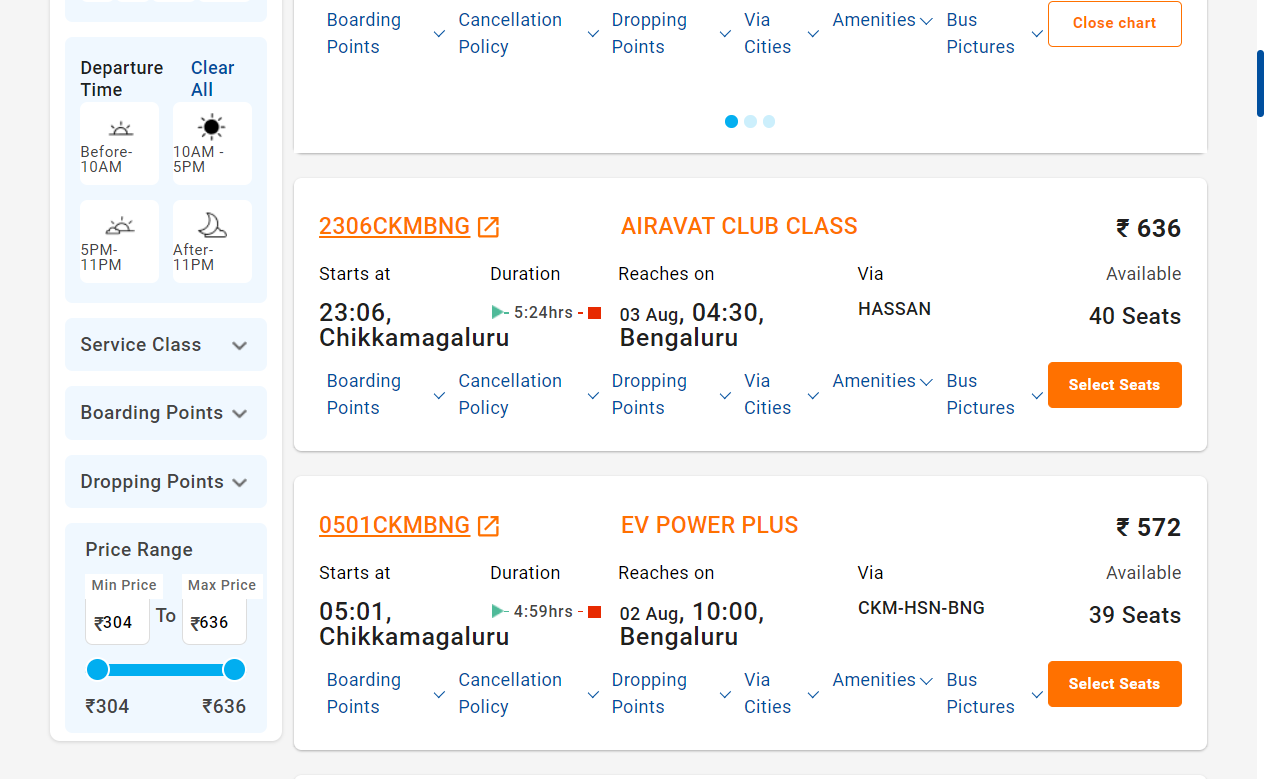 Departure Time
Clear All
Before-10AM
10AM - 5PM
5PM-11PM
After-11PM
Service Class
Boarding Points
Dropping Points
Price Range
Min Price
Max Price
₹304 To ₹636
₹304
₹636
Boarding Points
Cancellation Policy
Dropping Points
Via Cities
Amenities
Bus Pictures
Close chart
2306CKMBNG
AIRAVAT CLUB CLASS
₹ 636
Starts at
Duration
Reaches on
Via
Available
23:06, Chikkamagaluru
5:24hrs
03 Aug, 04:30, Bengaluru
HASSAN
40 Seats
Boarding Points
Cancellation Policy
Dropping Points
Via Cities
Amenities
Bus Pictures
Select Seats
0501CKMBNG
EV POWER PLUS
₹ 572
Starts at
Duration
Reaches on
Via
Available
05:01, Chikkamagaluru
4:59hrs
02 Aug, 10:00, Bengaluru
CKM-HSN-BNG
39 Seats
Boarding Points
Cancellation Policy
Dropping Points
Via Cities
Amenities
Bus Pictures
Select Seats